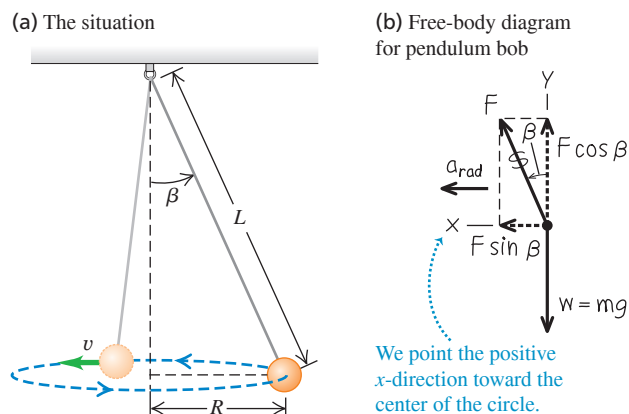 (a) The situation
β
L
v
R
(b) Free-body diagram
for pendulum bob
Y
F
β
F cos β
a_rad
X
F sin β
w = mg
We point the positive
x-direction toward the
center of the circle.